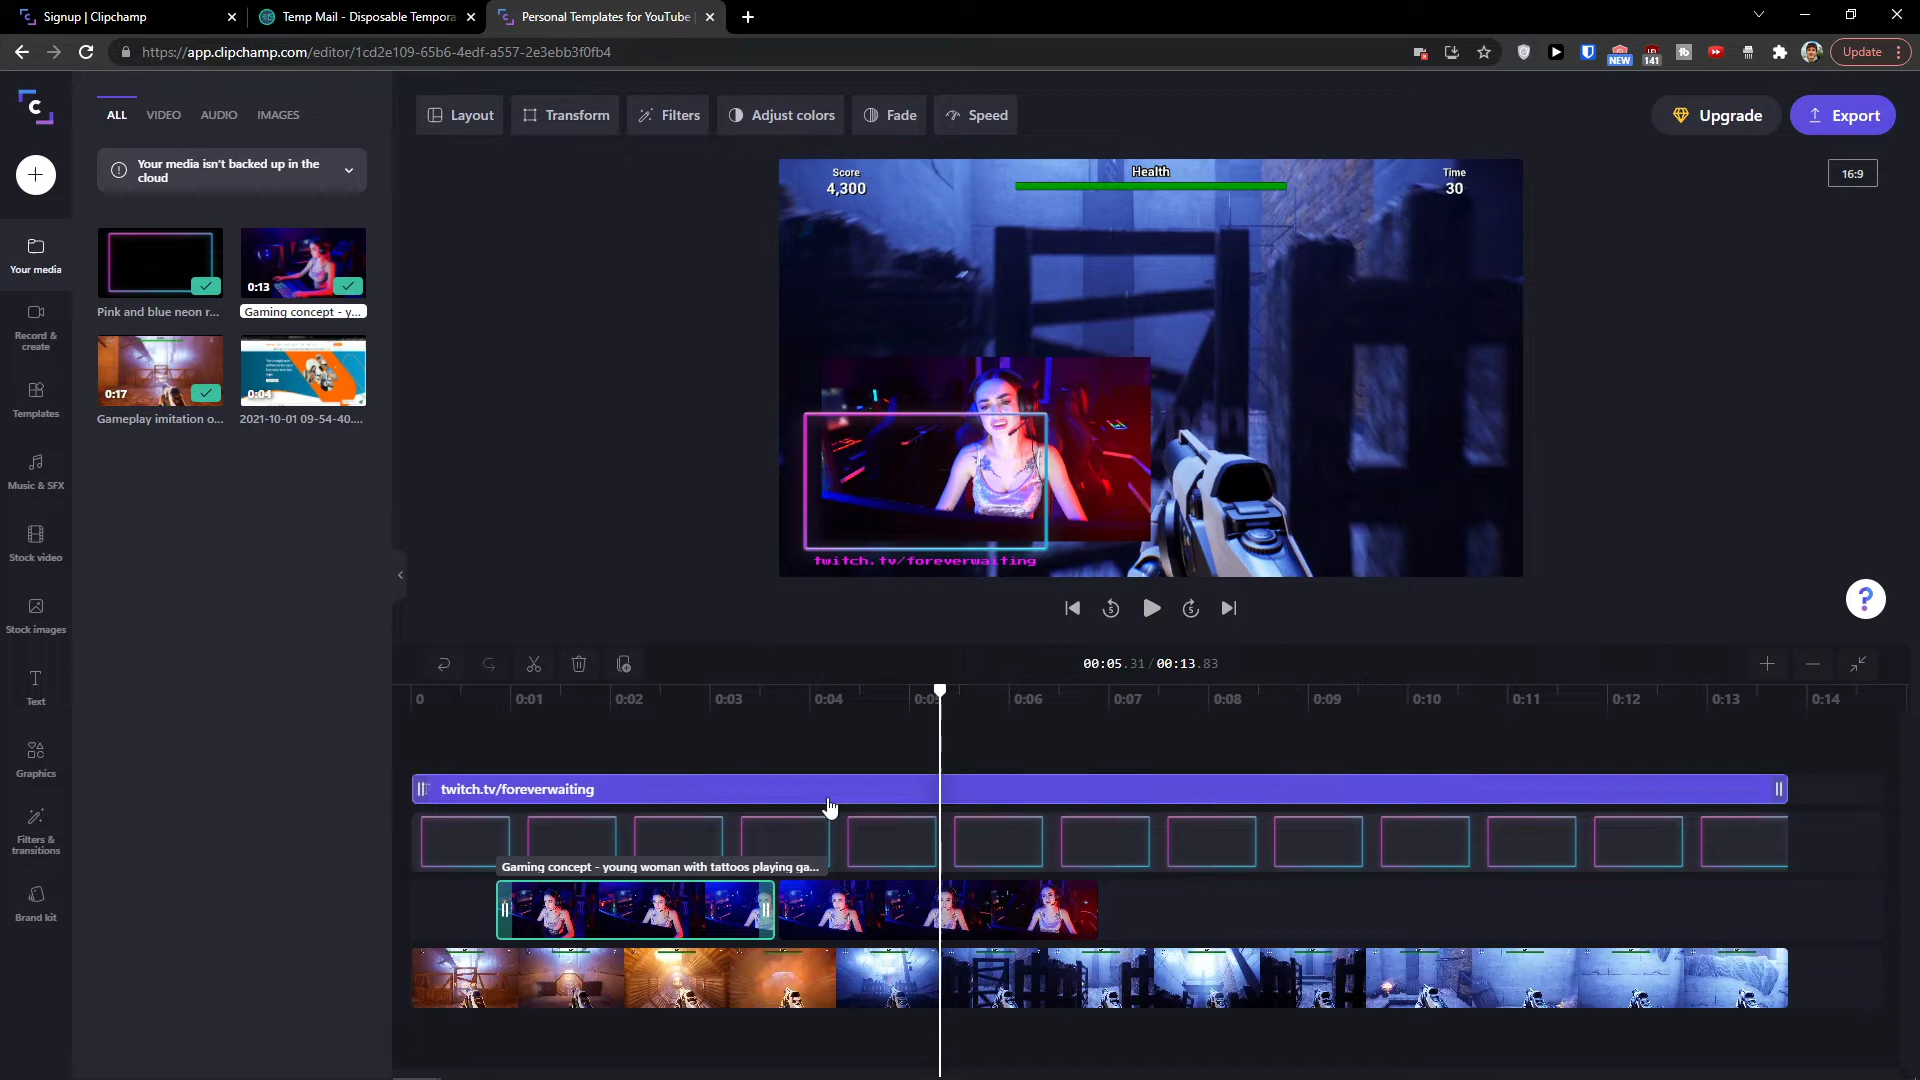 Signup | Clipchamp
Temp Mail - Disposable Tempora
Personal Templates for YouTube
https://app.clipchamp.com/editor/1cd2e109-65b6-4edf-a557-2e3ebb3f0fb4
NEW
141
Update
ALL VIDEO AUDIO IMAGES
Layout Transform Filters Adjust colors Fade Speed
Upgrade
Export
Your media isn't backed up in the cloud
16:9
Score
4,300
Health
Time
30
Your media
Record & create
Templates
Music & SFX
Stock video
Stock images
Text
Graphics
Filters & transitions
Brand kit
0:13
Pink and blue neon r...
Gaming concept - y...
0:17
0:04
Gameplay imitation o...
2021-10-01 09-54-40....
twitch.tv/foreverwaiting
5
5
?
00:05.31 / 00:13.83
0 0:01 0:02 0:03 0:04 0:05 0:06 0:07 0:08 0:09 0:10 0:11 0:12 0:13 0:14
twitch.tv/foreverwaiting
Gaming concept - young woman with tattoos playing ga...